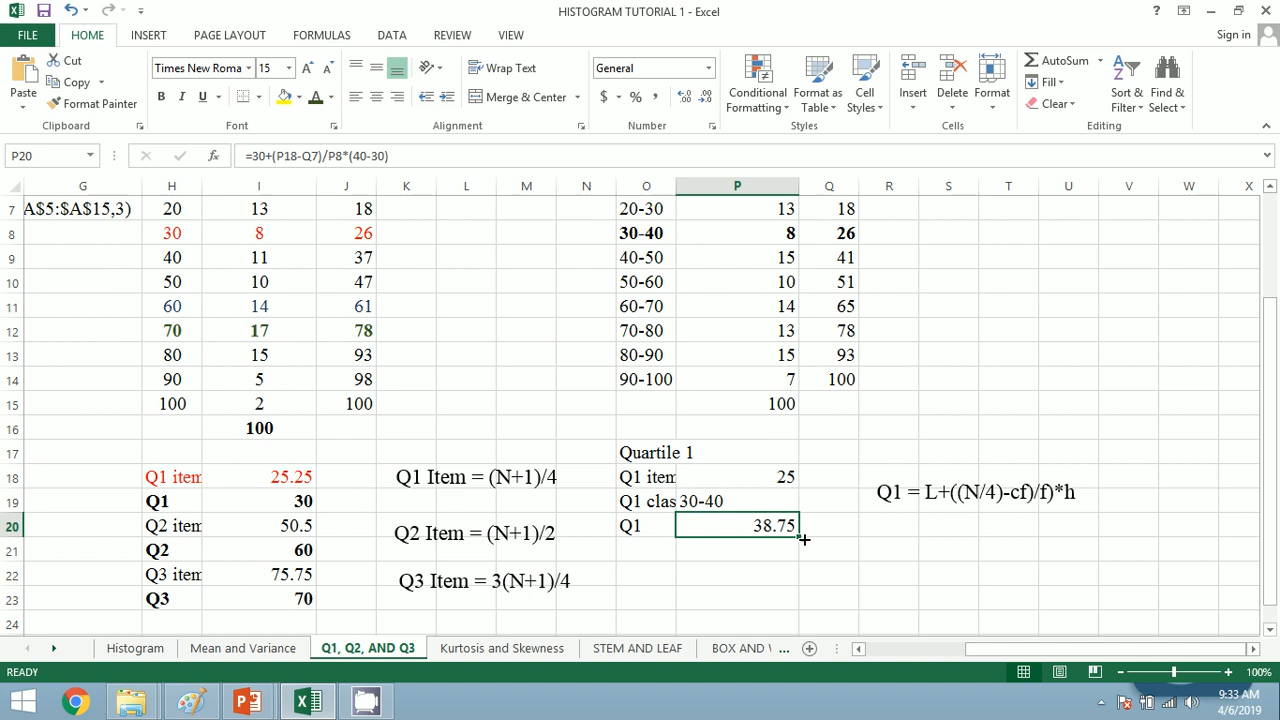 HISTOGRAM TUTORIAL 1 - Excel
FILE HOME INSERT PAGE LAYOUT FORMULAS DATA REVIEW VIEW Sign in
Paste Cut Copy Format Painter Clipboard
Times New Roma 15 B I U Font
Wrap Text Merge & Center Alignment
General $ % , Number
Conditional Formatting Format as Table Cell Styles Styles
Insert Delete Format Cells
AutoSum Fill Clear Sort & Filter Find & Select Editing
P20 fx =30+(P18-Q7)/P8*(40-30)
G H I J K L M N O P Q R S T U V W X
7 A$5:$A$15,3) 20 13 18 20-30 13 18
8 30 8 26 30-40 8 26
9 40 11 37 40-50 15 41
10 50 10 47 50-60 10 51
11 60 14 61 60-70 14 65
12 70 17 78 70-80 13 78
13 80 15 93 80-90 15 93
14 90 5 98 90-100 7 100
15 100 2 100 100
16 100
17 Quartile 1
18 Q1 item 25.25 Q1 Item = (N+1)/4 Q1 item 25
19 Q1 30 Q1 clas 30-40 Q1 = L+((N/4)-cf)/f)*h
20 Q2 item 50.5 Q2 Item = (N+1)/2 Q1 38.75
21 Q2 60
22 Q3 item 75.75 Q3 Item = 3(N+1)/4
23 Q3 70
24
Histogram Mean and Variance Q1, Q2, AND Q3 Kurtosis and Skewness STEM AND LEAF BOX AND W ...
READY 100%
9:33 AM
4/6/2019